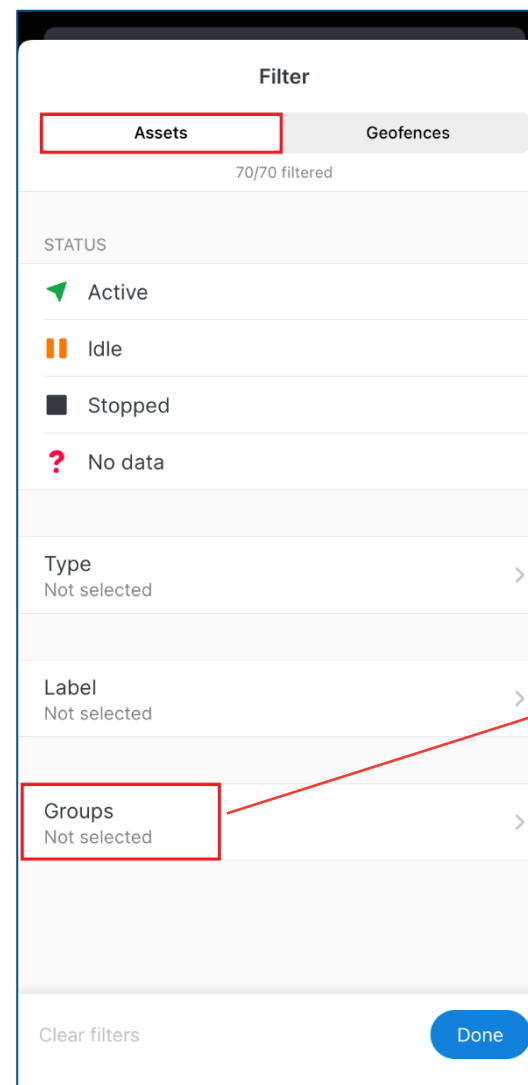 Filter
Assets Geofences
70/70 filtered
STATUS
Active
Idle
Stopped
No data
Type
Not selected
Label
Not selected
Groups
Not selected
Clear filters Done